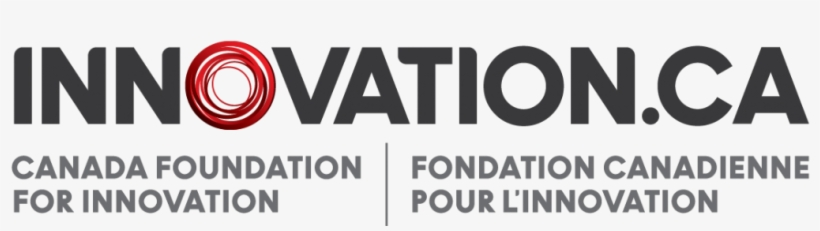 INNOVATION.CA
CANADA FOUNDATION
FOR INNOVATION
FONDATION CANADIENNE
POUR L'INNOVATION